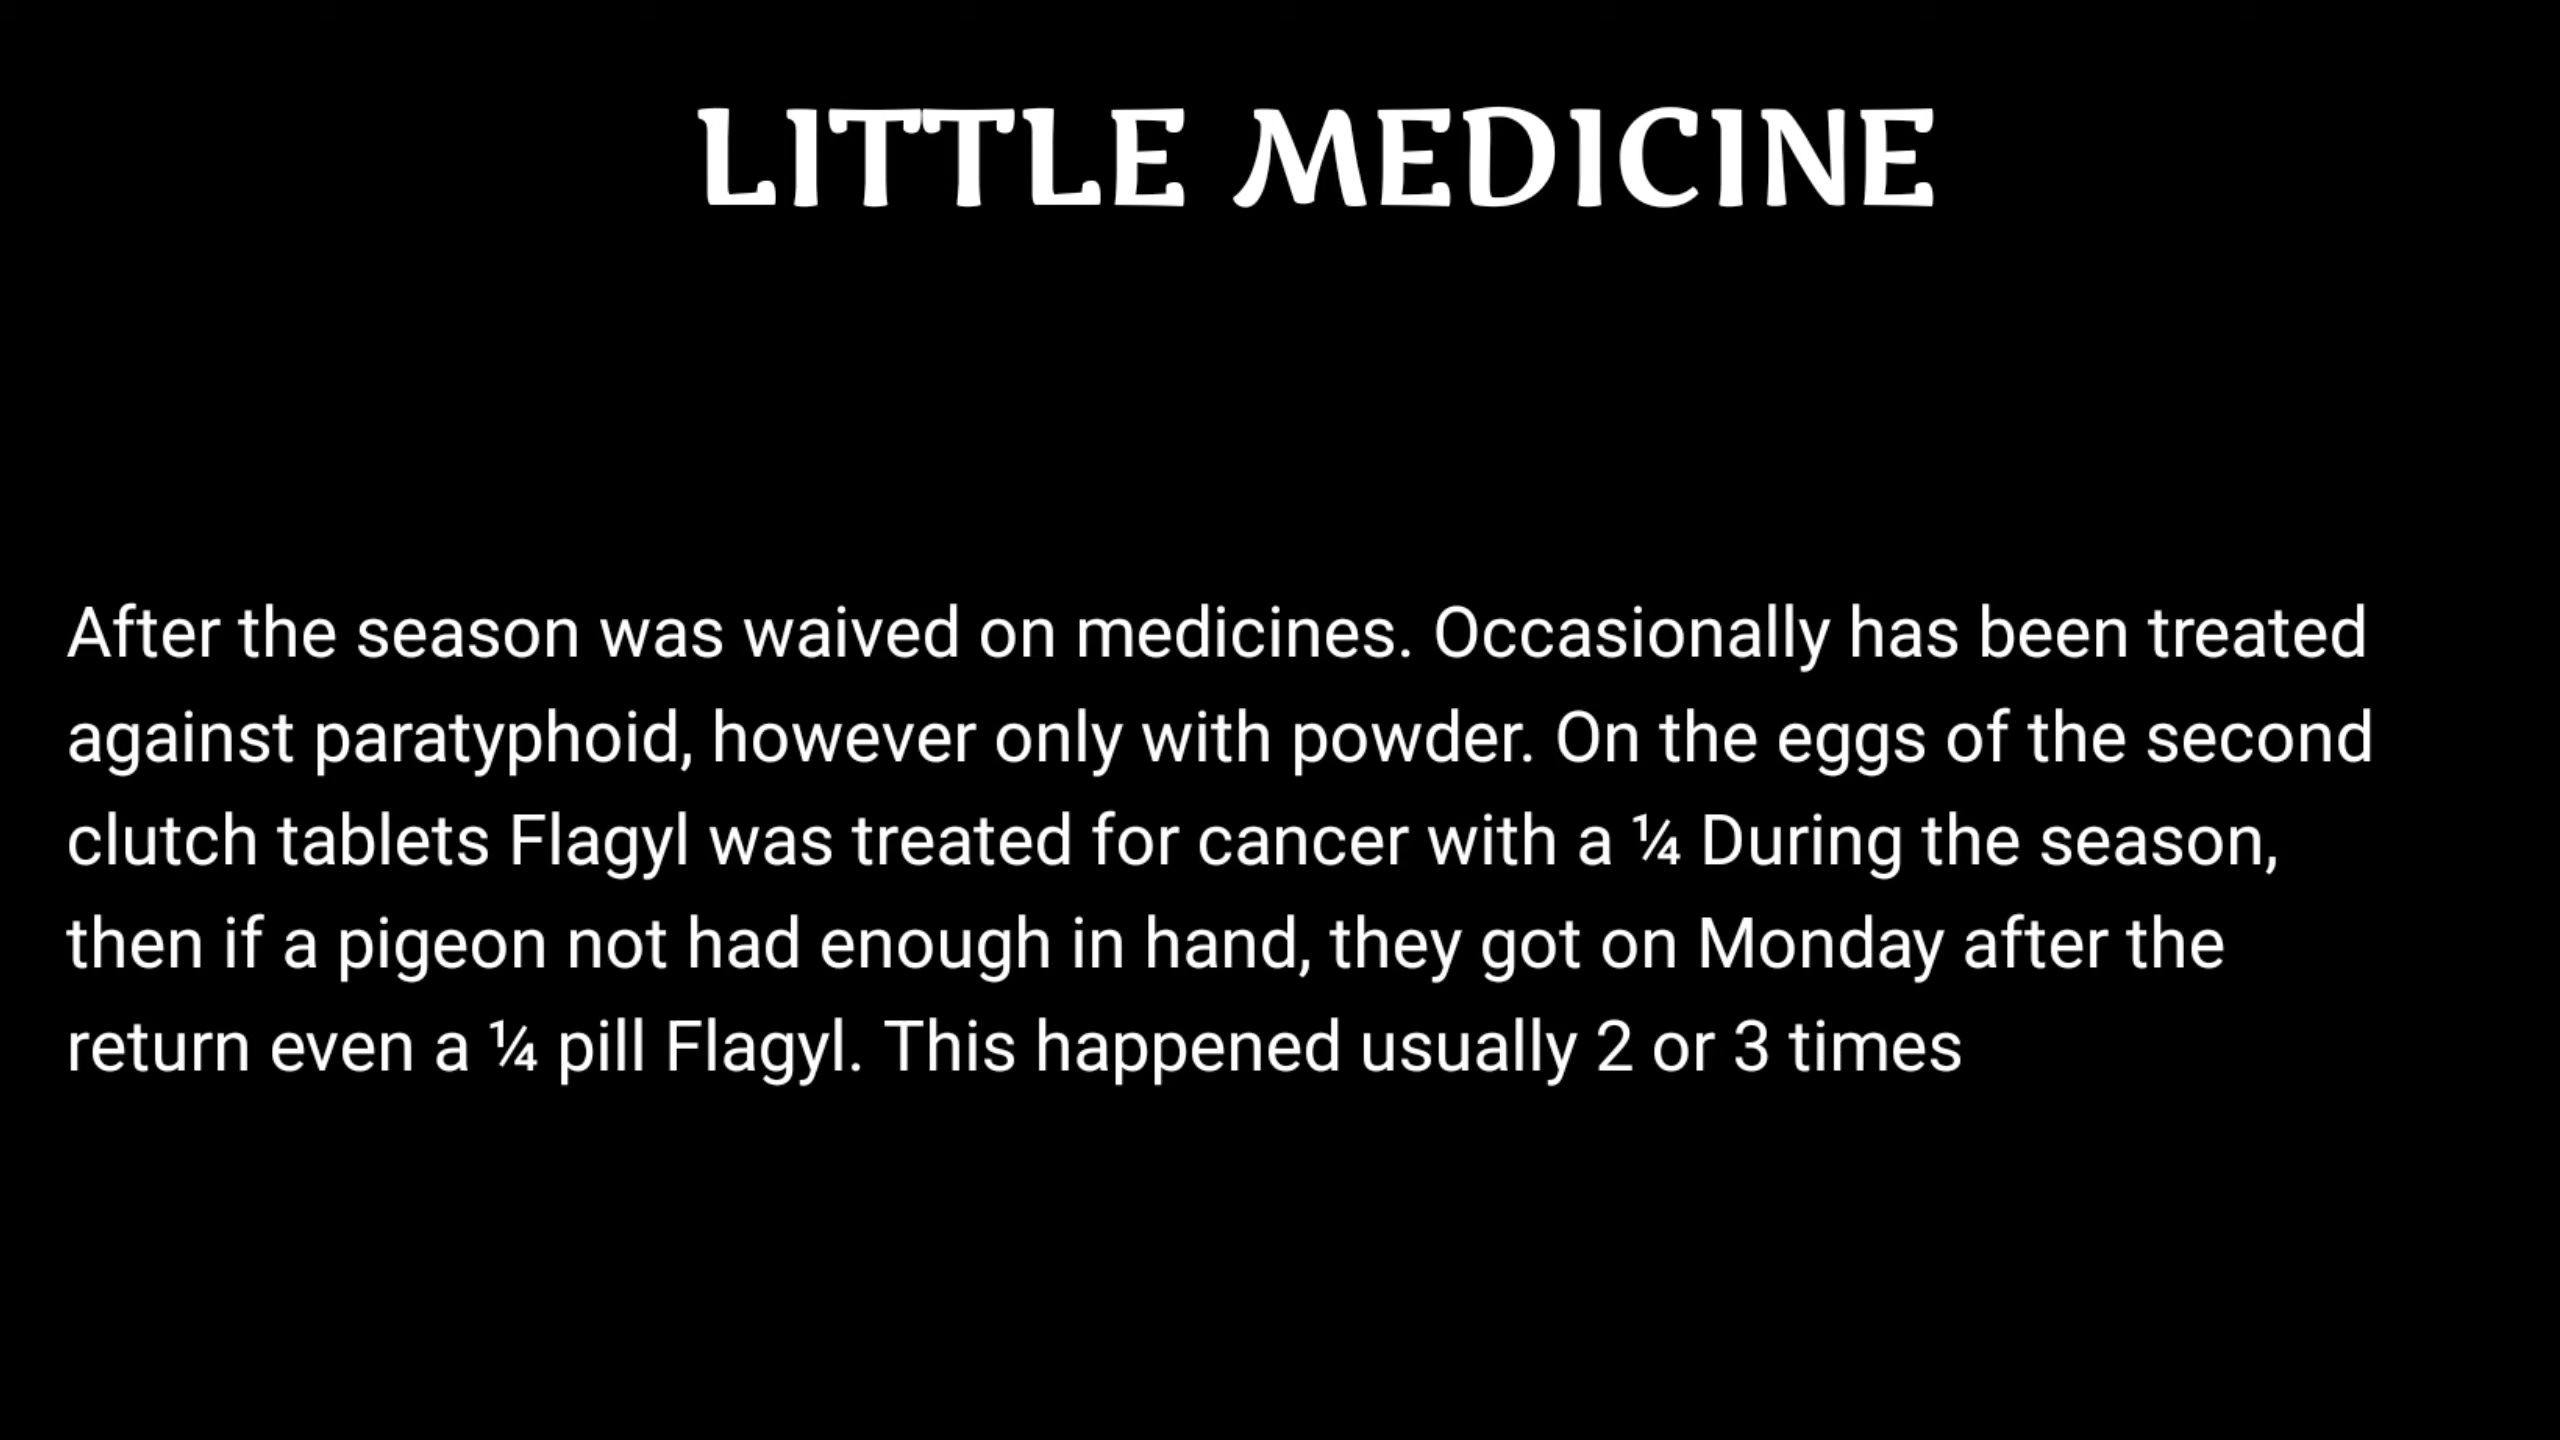 LITTLE MEDICINE
After the season was waived on medicines. Occasionally has been treated
against paratyphoid, however only with powder. On the eggs of the second
clutch tablets Flagyl was treated for cancer with a ¼ During the season,
then if a pigeon not had enough in hand, they got on Monday after the
return even a ¼ pill Flagyl. This happened usually 2 or 3 times